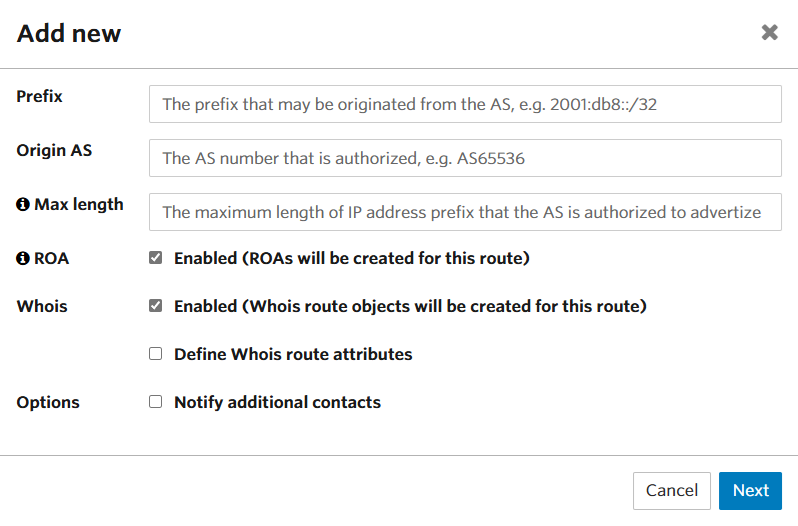 Add new
Prefix
The prefix that may be originated from the AS, e.g. 2001:db8::/32
Origin AS
The AS number that is authorized, e.g. AS65536
Max length
The maximum length of IP address prefix that the AS is authorized to advertize
ROA
Enabled (ROAs will be created for this route)
Whois
Enabled (Whois route objects will be created for this route)
Define Whois route attributes
Options
Notify additional contacts
Cancel
Next